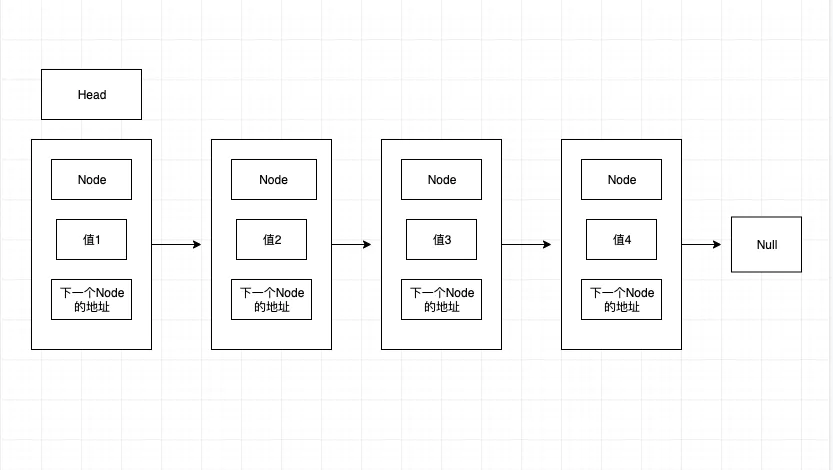 Head
Node
值1
下一个Node
的地址
Node
值2
下一个Node
的地址
Node
值3
下一个Node
的地址
Node
值4
下一个Node
的地址
Null